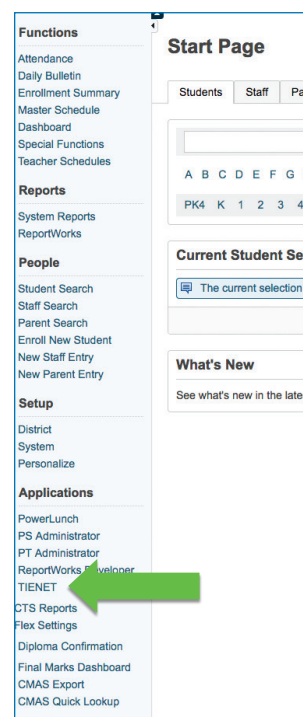 Functions
Attendance
Daily Bulletin
Enrollment Summary
Master Schedule
Dashboard
Special Functions
Teacher Schedules
Reports
System Reports
ReportWorks
People
Student Search
Staff Search
Parent Search
Enroll New Student
New Staff Entry
New Parent Entry
Setup
District
System
Personalize
Applications
PowerLunch
PS Administrator
PT Administrator
ReportWorks Developer
TIENET
CTS Reports
Flex Settings
Diploma Confirmation
Final Marks Dashboard
CMAS Export
CMAS Quick Lookup
Start Page
Students Staff Pa
A B C D E F G
PK4 K 1 2 3 4
Current Student Se
The current selection
What's New
See what's new in the late